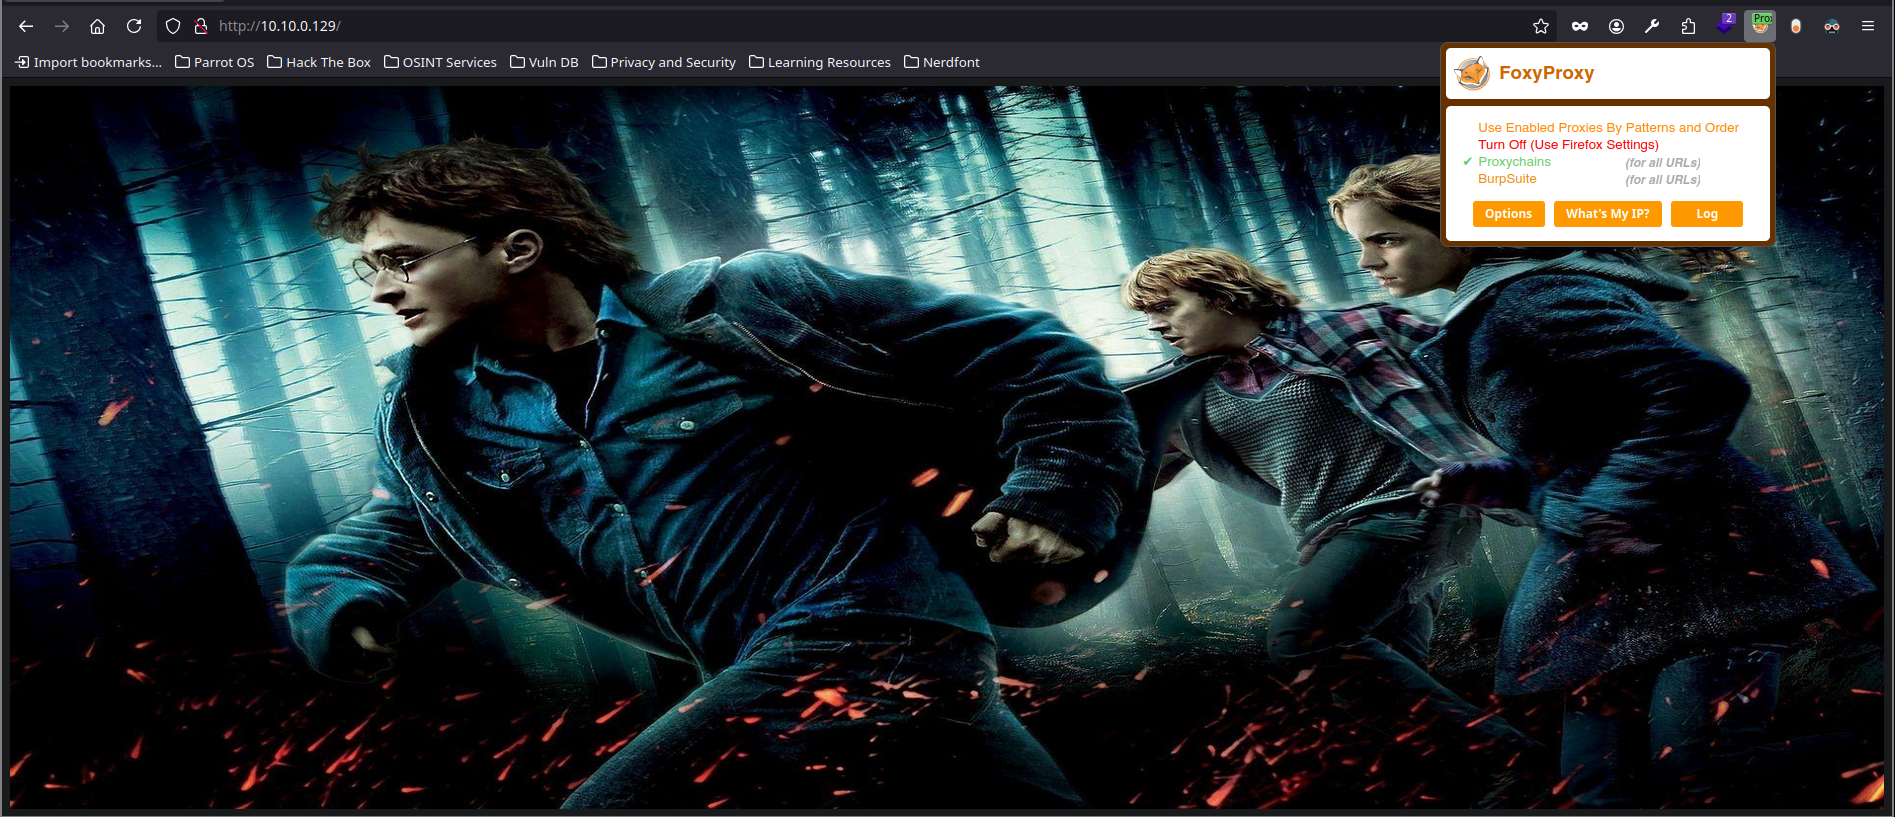 http://10.10.0.129/
2
Prox
Import bookmarks... Parrot OS Hack The Box OSINT Services Vuln DB Privacy and Security Learning Resources Nerdfont
FoxyProxy
Use Enabled Proxies By Patterns and Order
Turn Off (Use Firefox Settings)
✔ Proxychains (for all URLs)
BurpSuite (for all URLs)
Options What's My IP? Log